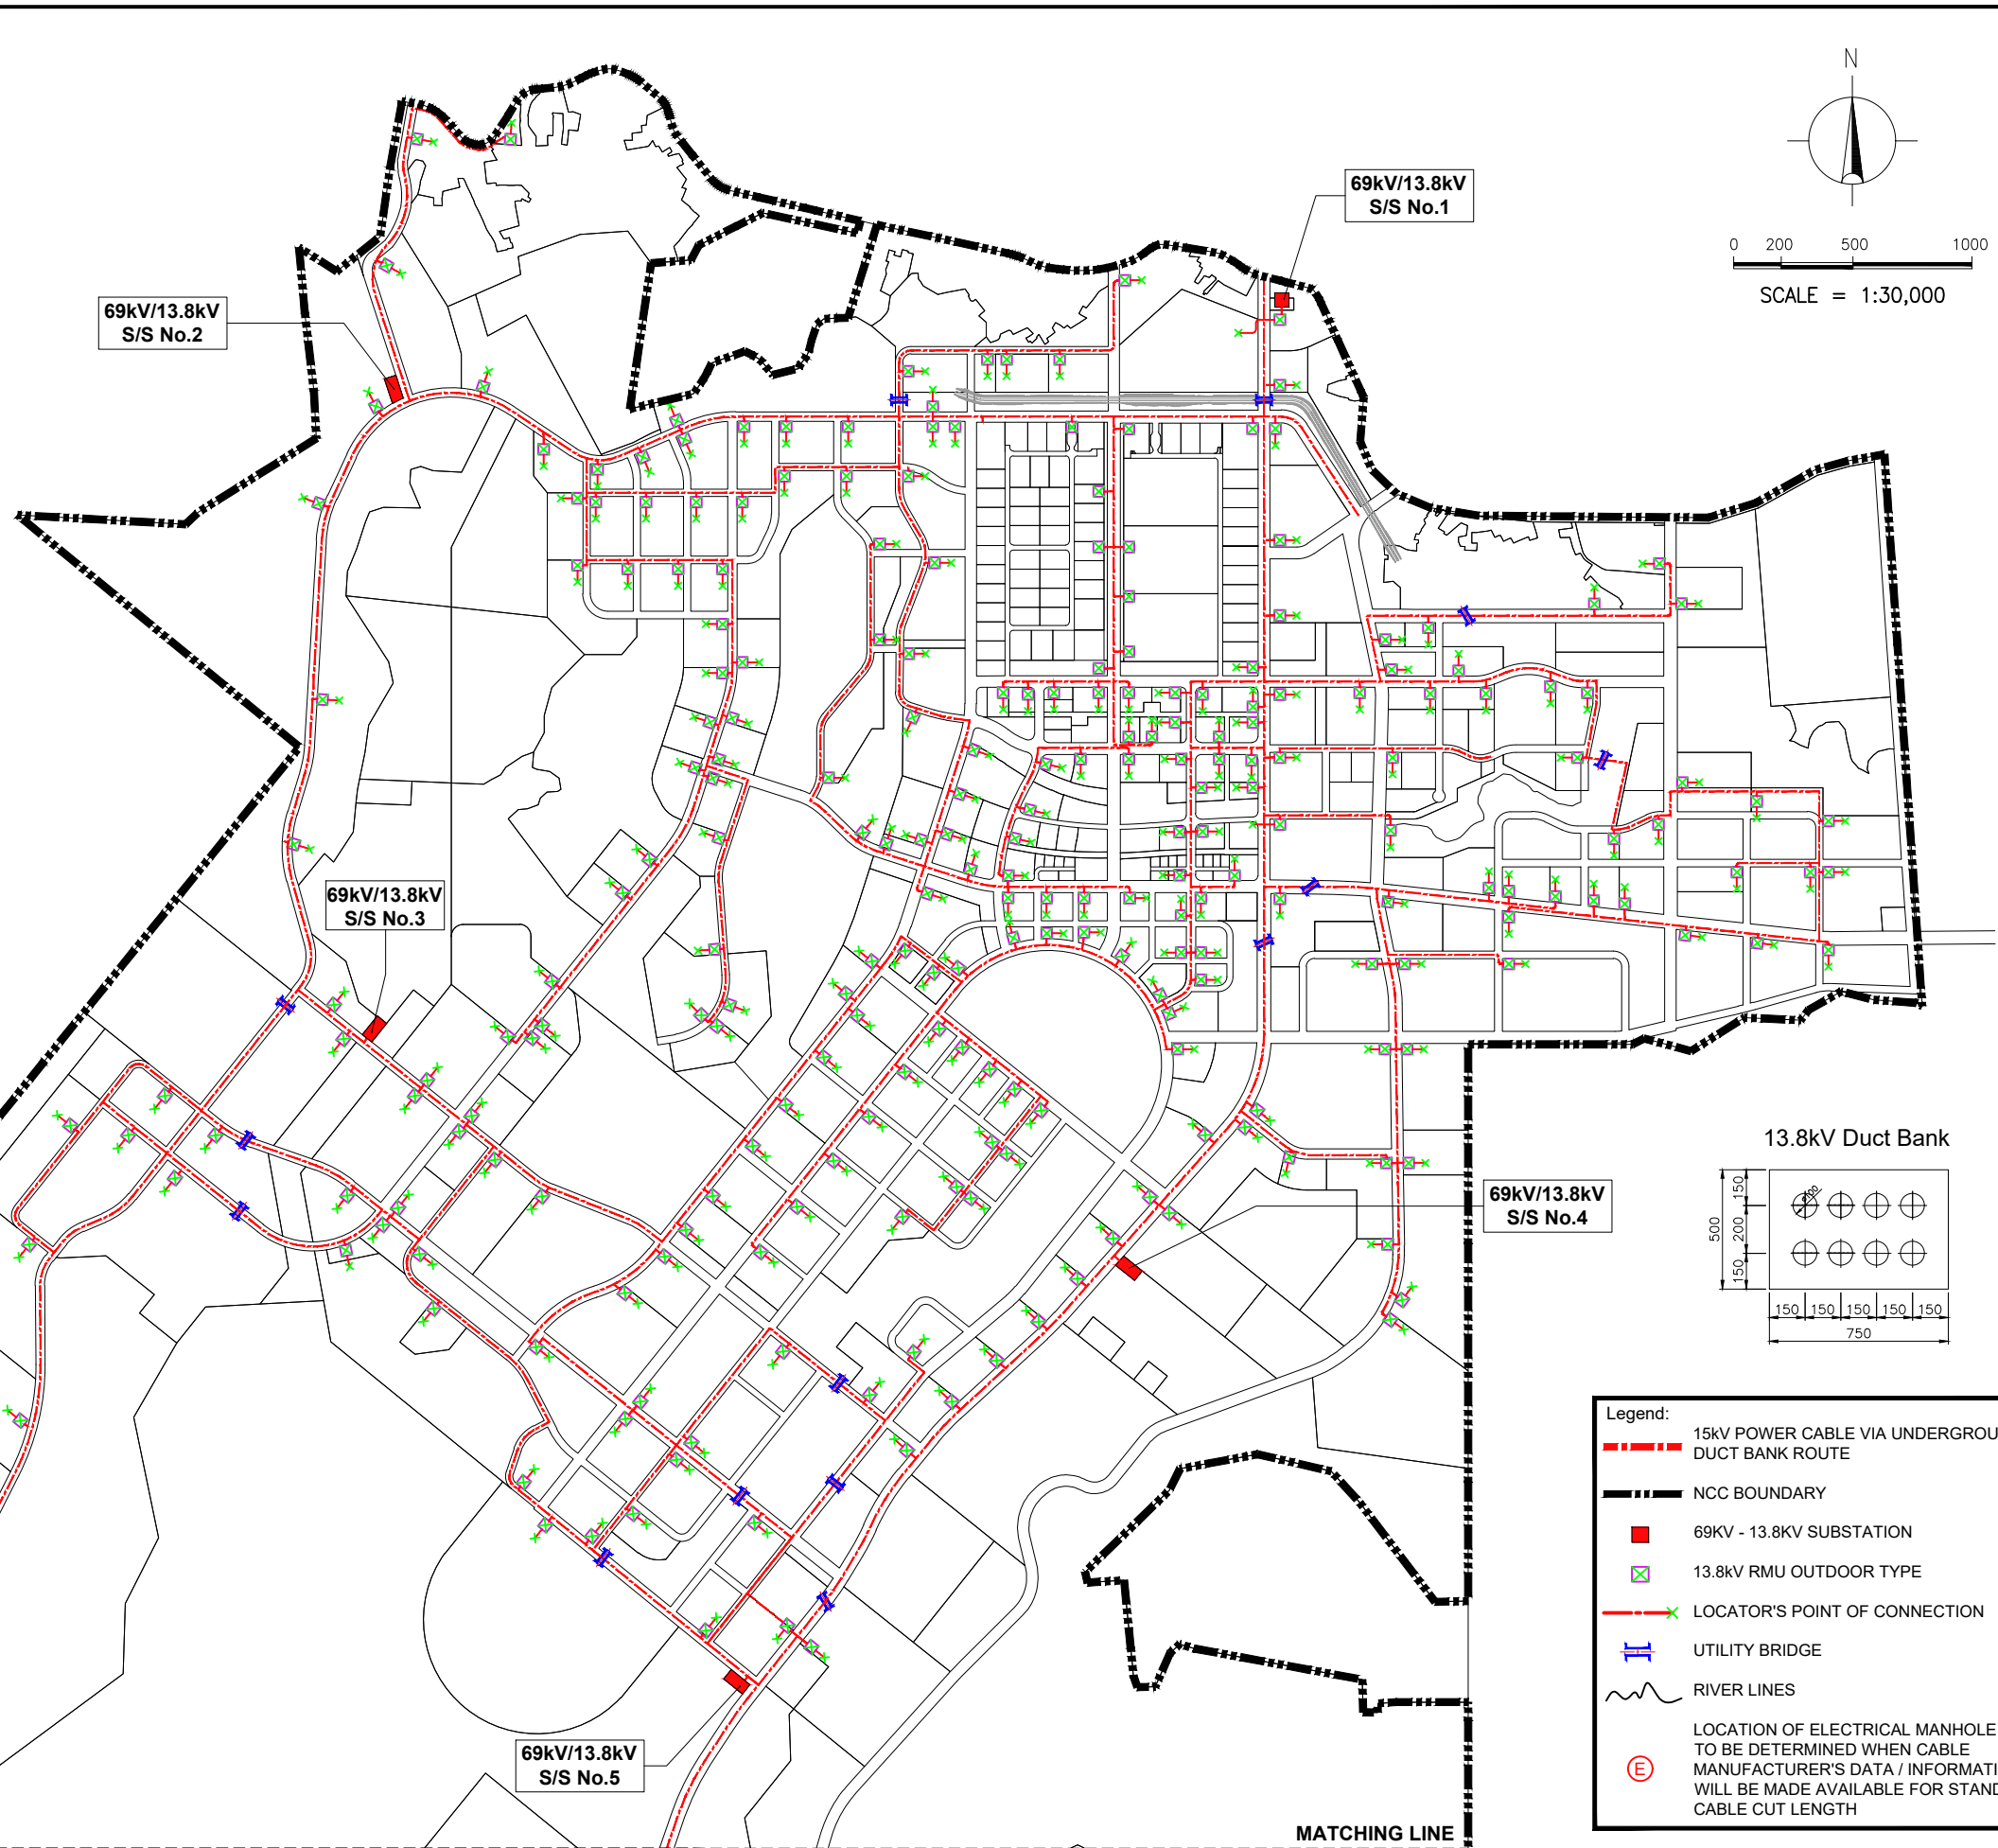 N
0 200 500 1000
SCALE = 1:30,000
69kV/13.8kV
S/S No.1
69kV/13.8kV
S/S No.2
69kV/13.8kV
S/S No.3
69kV/13.8kV
S/S No.4
69kV/13.8kV
S/S No.5
13.8kV Duct Bank
150
200
150
500
150 150 150 150 150
750
Legend:
15kV POWER CABLE VIA UNDERGROU
DUCT BANK ROUTE
NCC BOUNDARY
69KV - 13.8KV SUBSTATION
13.8kV RMU OUTDOOR TYPE
LOCATOR'S POINT OF CONNECTION
UTILITY BRIDGE
RIVER LINES
E
LOCATION OF ELECTRICAL MANHOLE
TO BE DETERMINED WHEN CABLE
MANUFACTURER'S DATA / INFORMATI
WILL BE MADE AVAILABLE FOR STAND
CABLE CUT LENGTH
MATCHING LINE